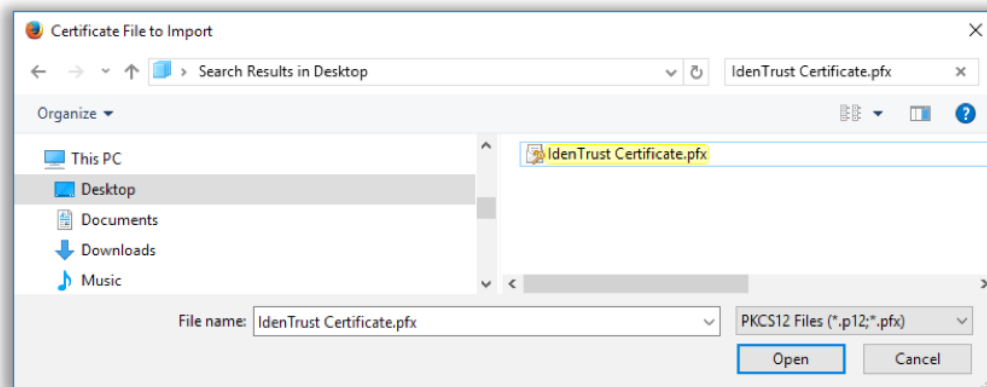 Certificate File to Import
Search Results in Desktop
IdenTrust Certificate.pfx
Organize
This PC
IdenTrust Certificate.pfx
Desktop
Documents
Downloads
Music
File name: IdenTrust Certificate.pfx
PKCS12 Files (*.p12;*.pfx)
Open
Cancel